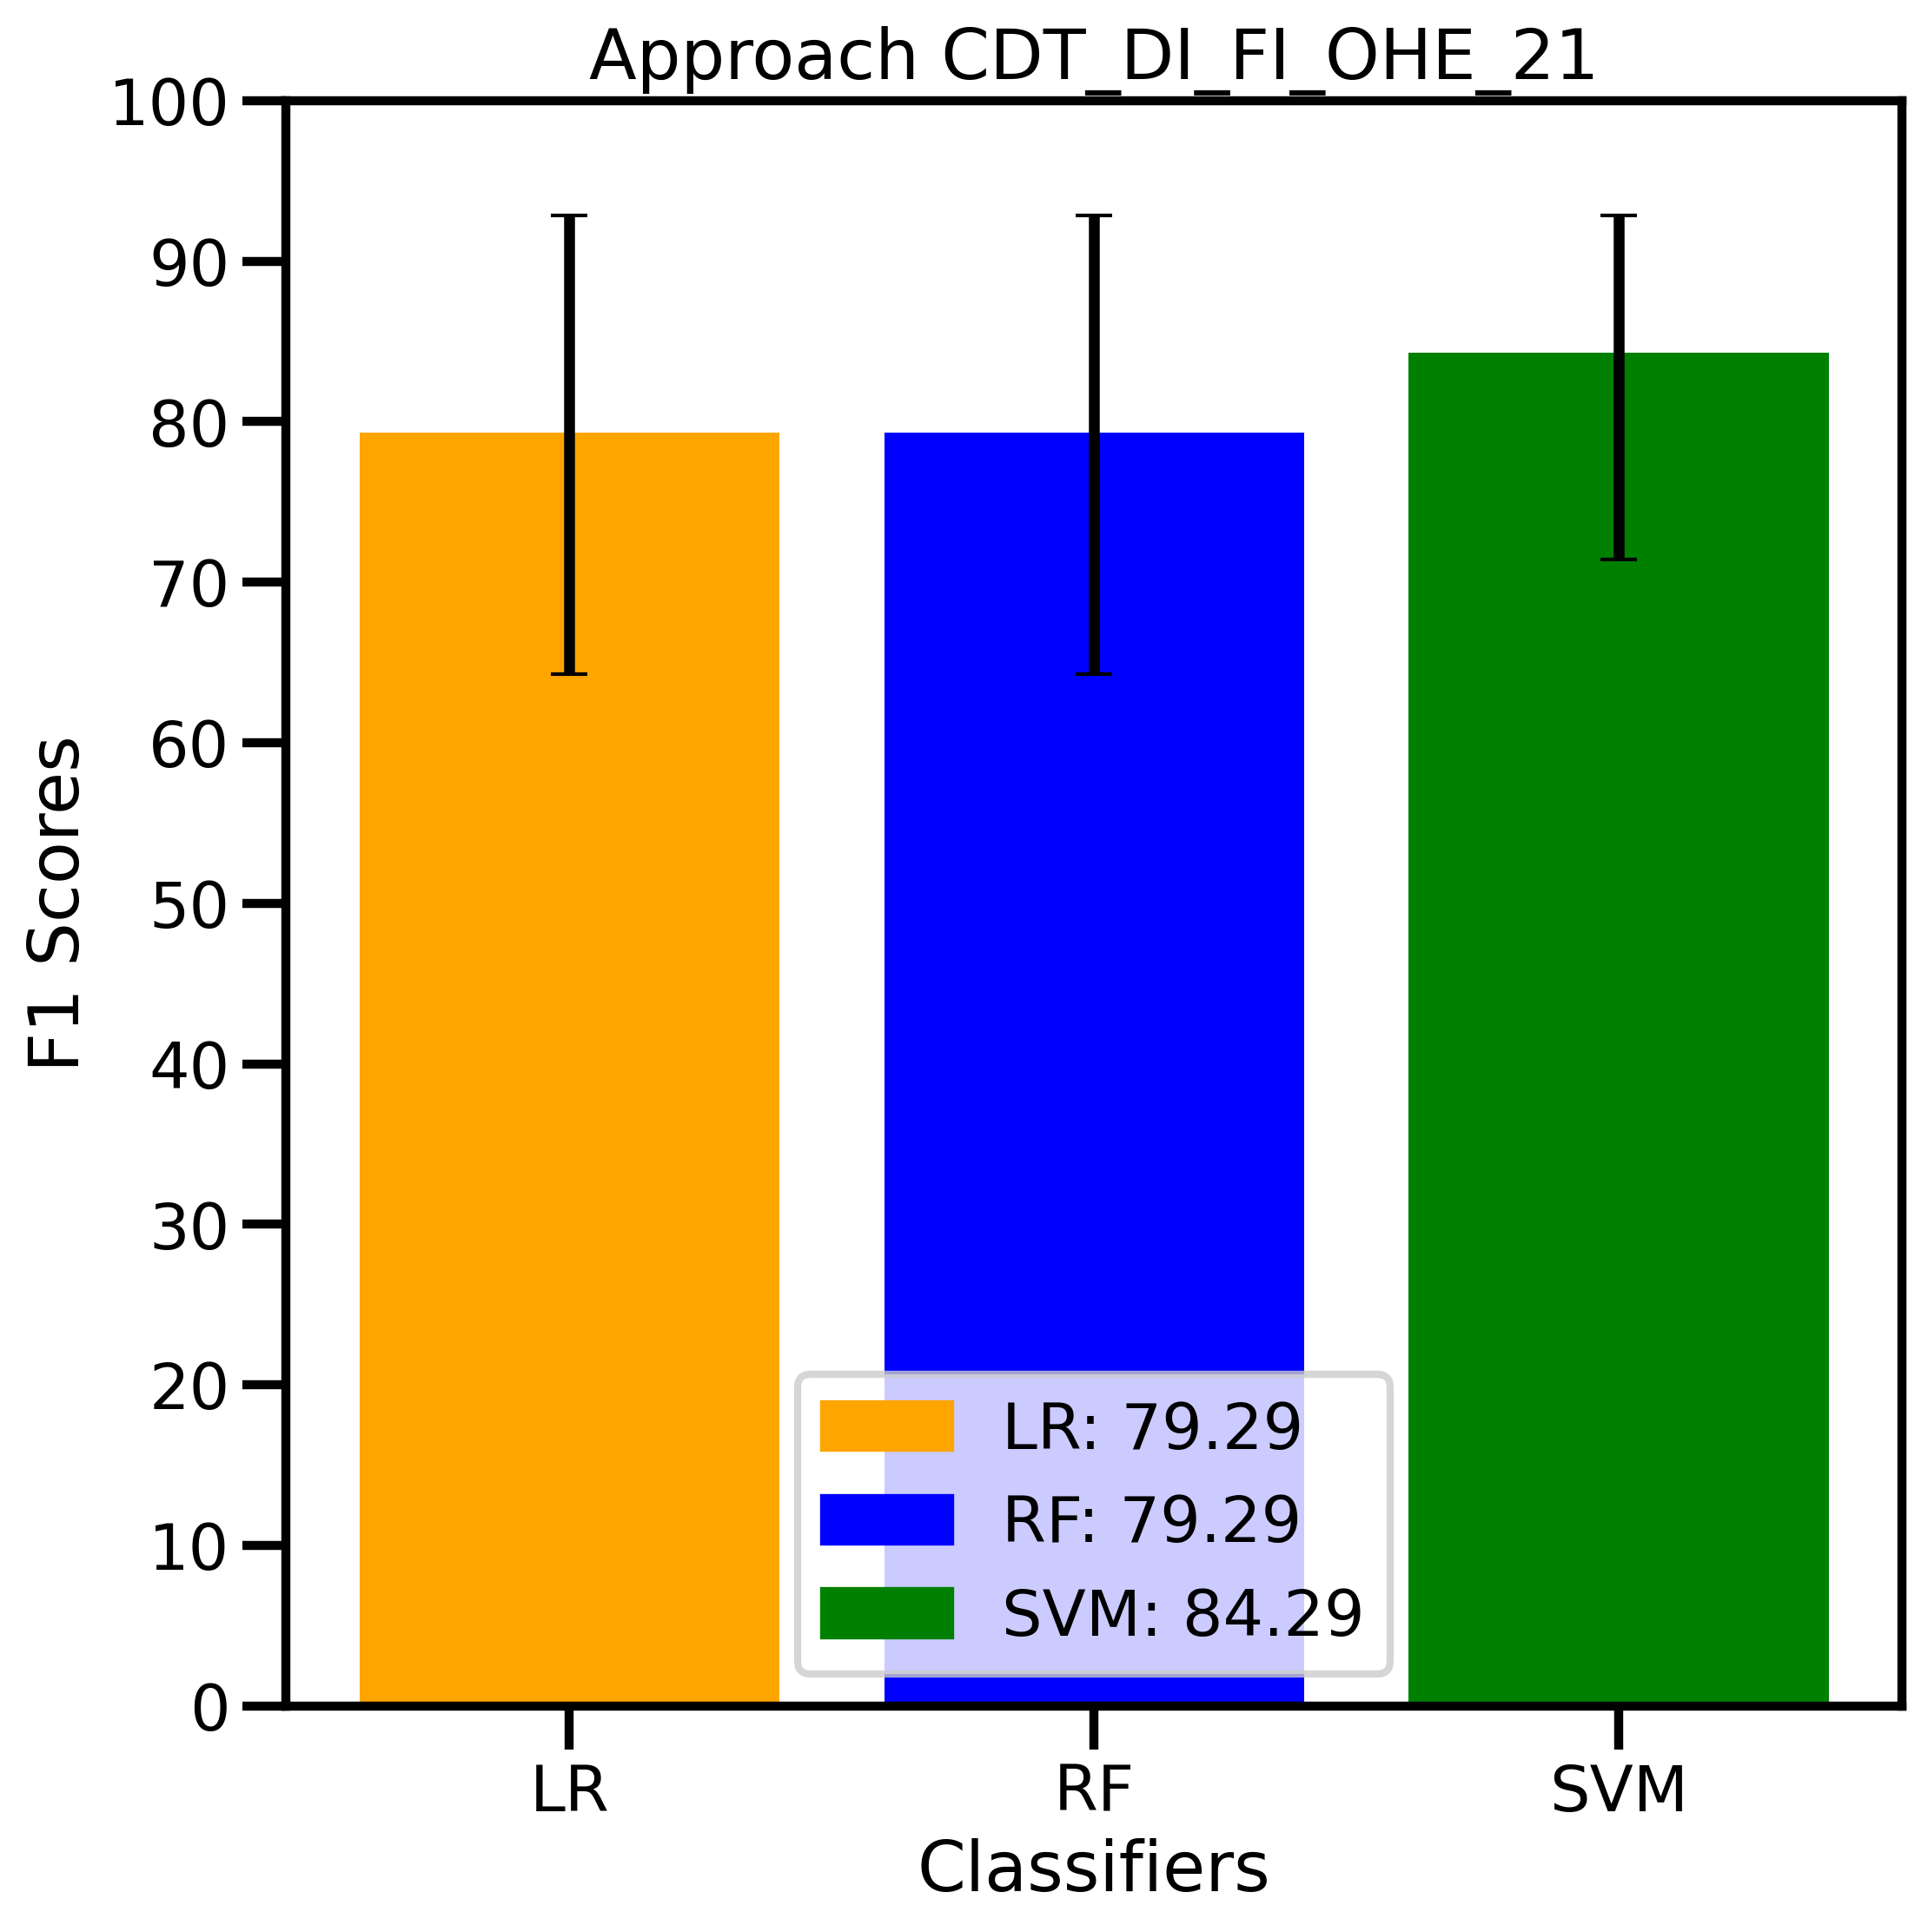 Approach CDT_DI_FI_OHE_21
100
90
80
70
60
50
40
30
20
10
0
F1 Scores
LR: 79.29
RF: 79.29
SVM: 84.29
LR RF SVM
Classifiers